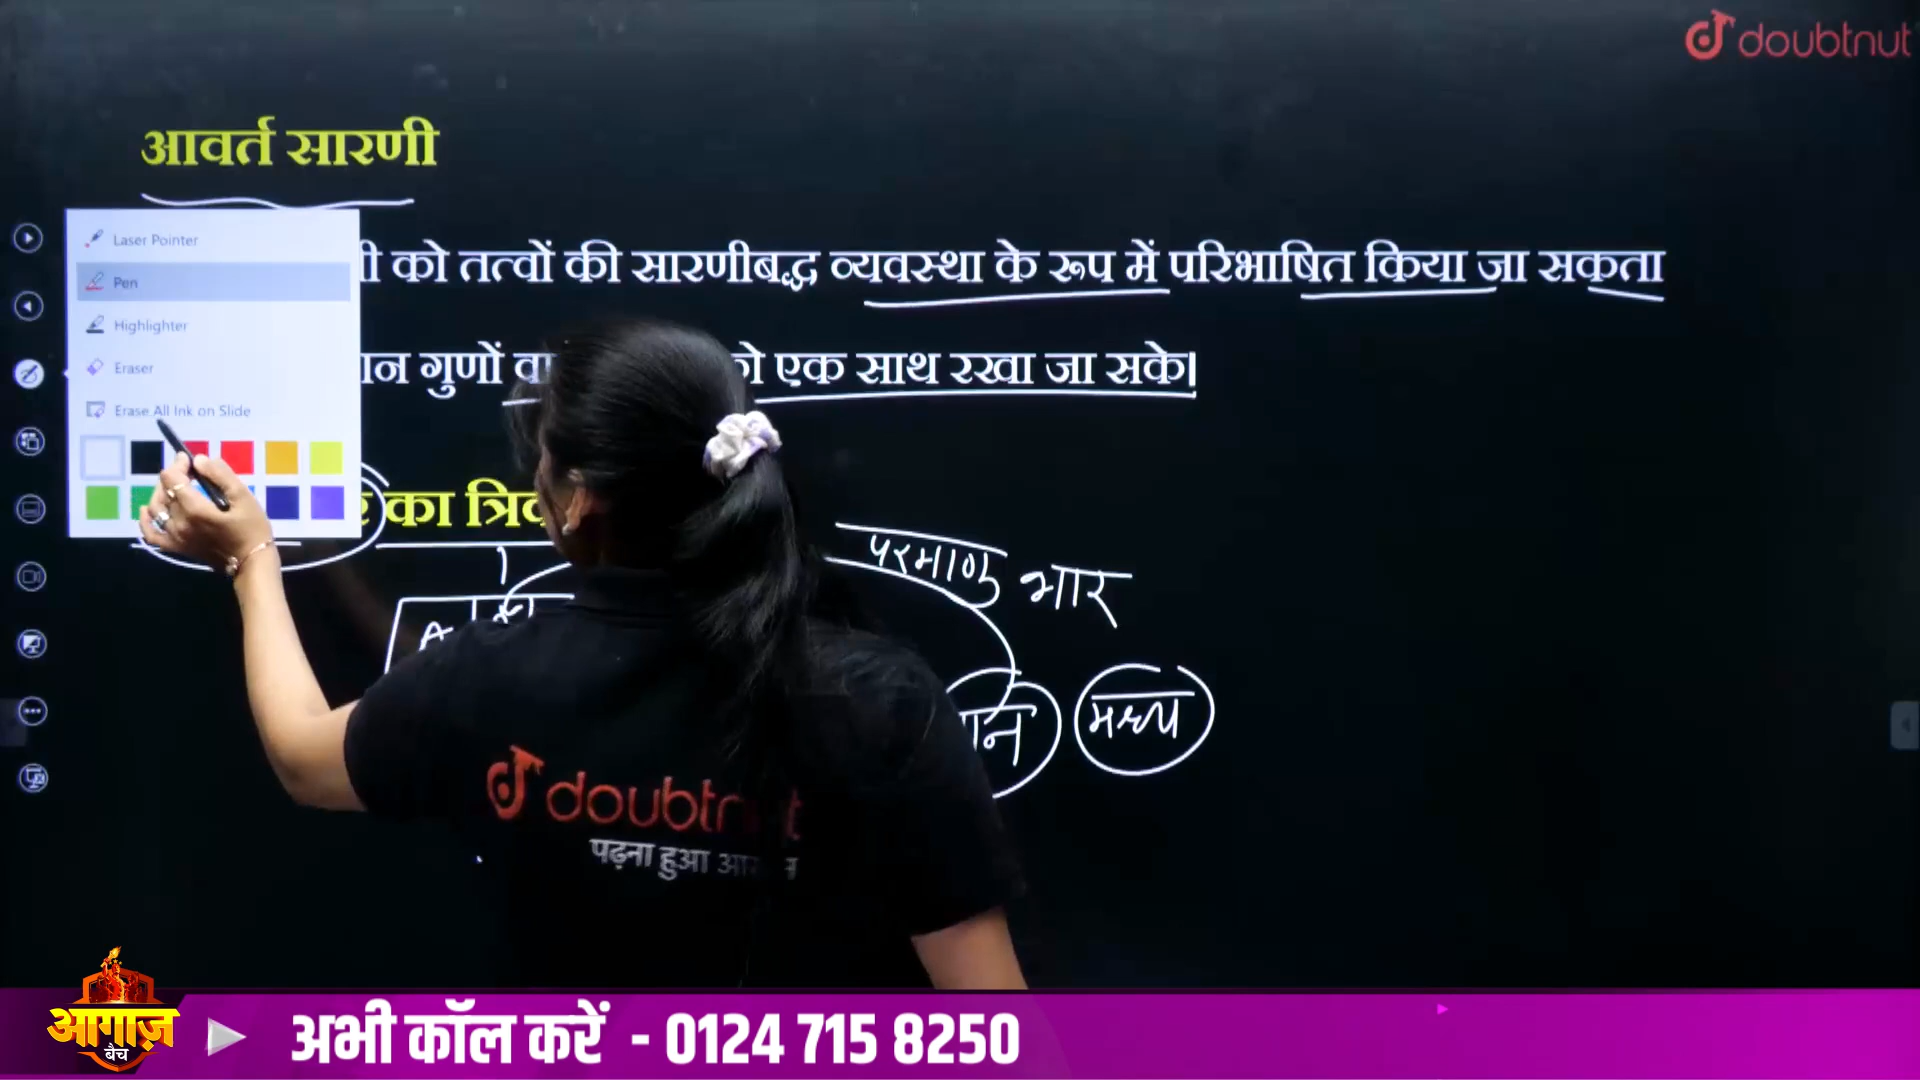 doubtnut
आवर्त सारणी
Laser Pointer
Pen
Highlighter
Eraser
Erase All Ink on Slide
को तत्वों की सारणीबद्ध व्यवस्था के रूप में परिभाषित किया जा सकता
गुणों एक साथ रखा जा सके।
का
परमाणु भार
A
मध्य
doubtnut
पढ़ना हुआ
आगाज़
बैच
अभी कॉल करें - 0124 715 8250